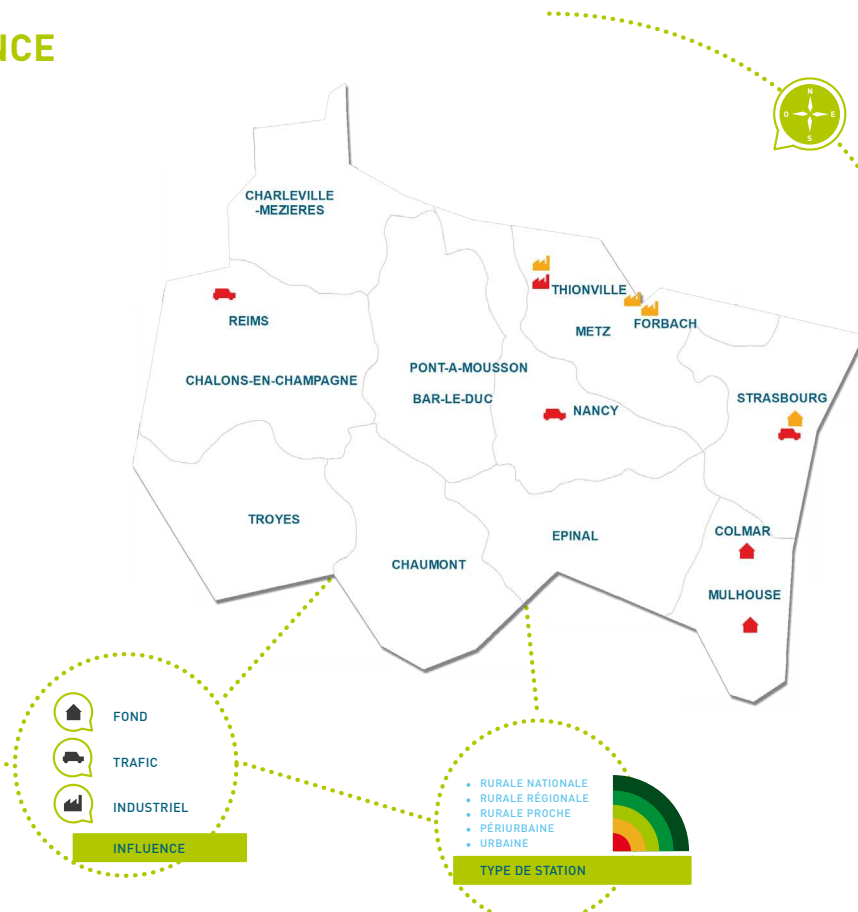 NCE
N
O E
S
CHARLEVILLE
-MEZIERES
THIONVILLE
REIMS
METZ
FORBACH
PONT-A-MOUSSON
CHALONS-EN-CHAMPAGNE
BAR-LE-DUC
STRASBOURG
NANCY
TROYES
EPINAL
COLMAR
CHAUMONT
MULHOUSE
FOND
TRAFIC
INDUSTRIEL
INFLUENCE
• RURALE NATIONALE
• RURALE RÉGIONALE
• RURALE PROCHE
• PÉRIURBAINE
• URBAINE
TYPE DE STATION